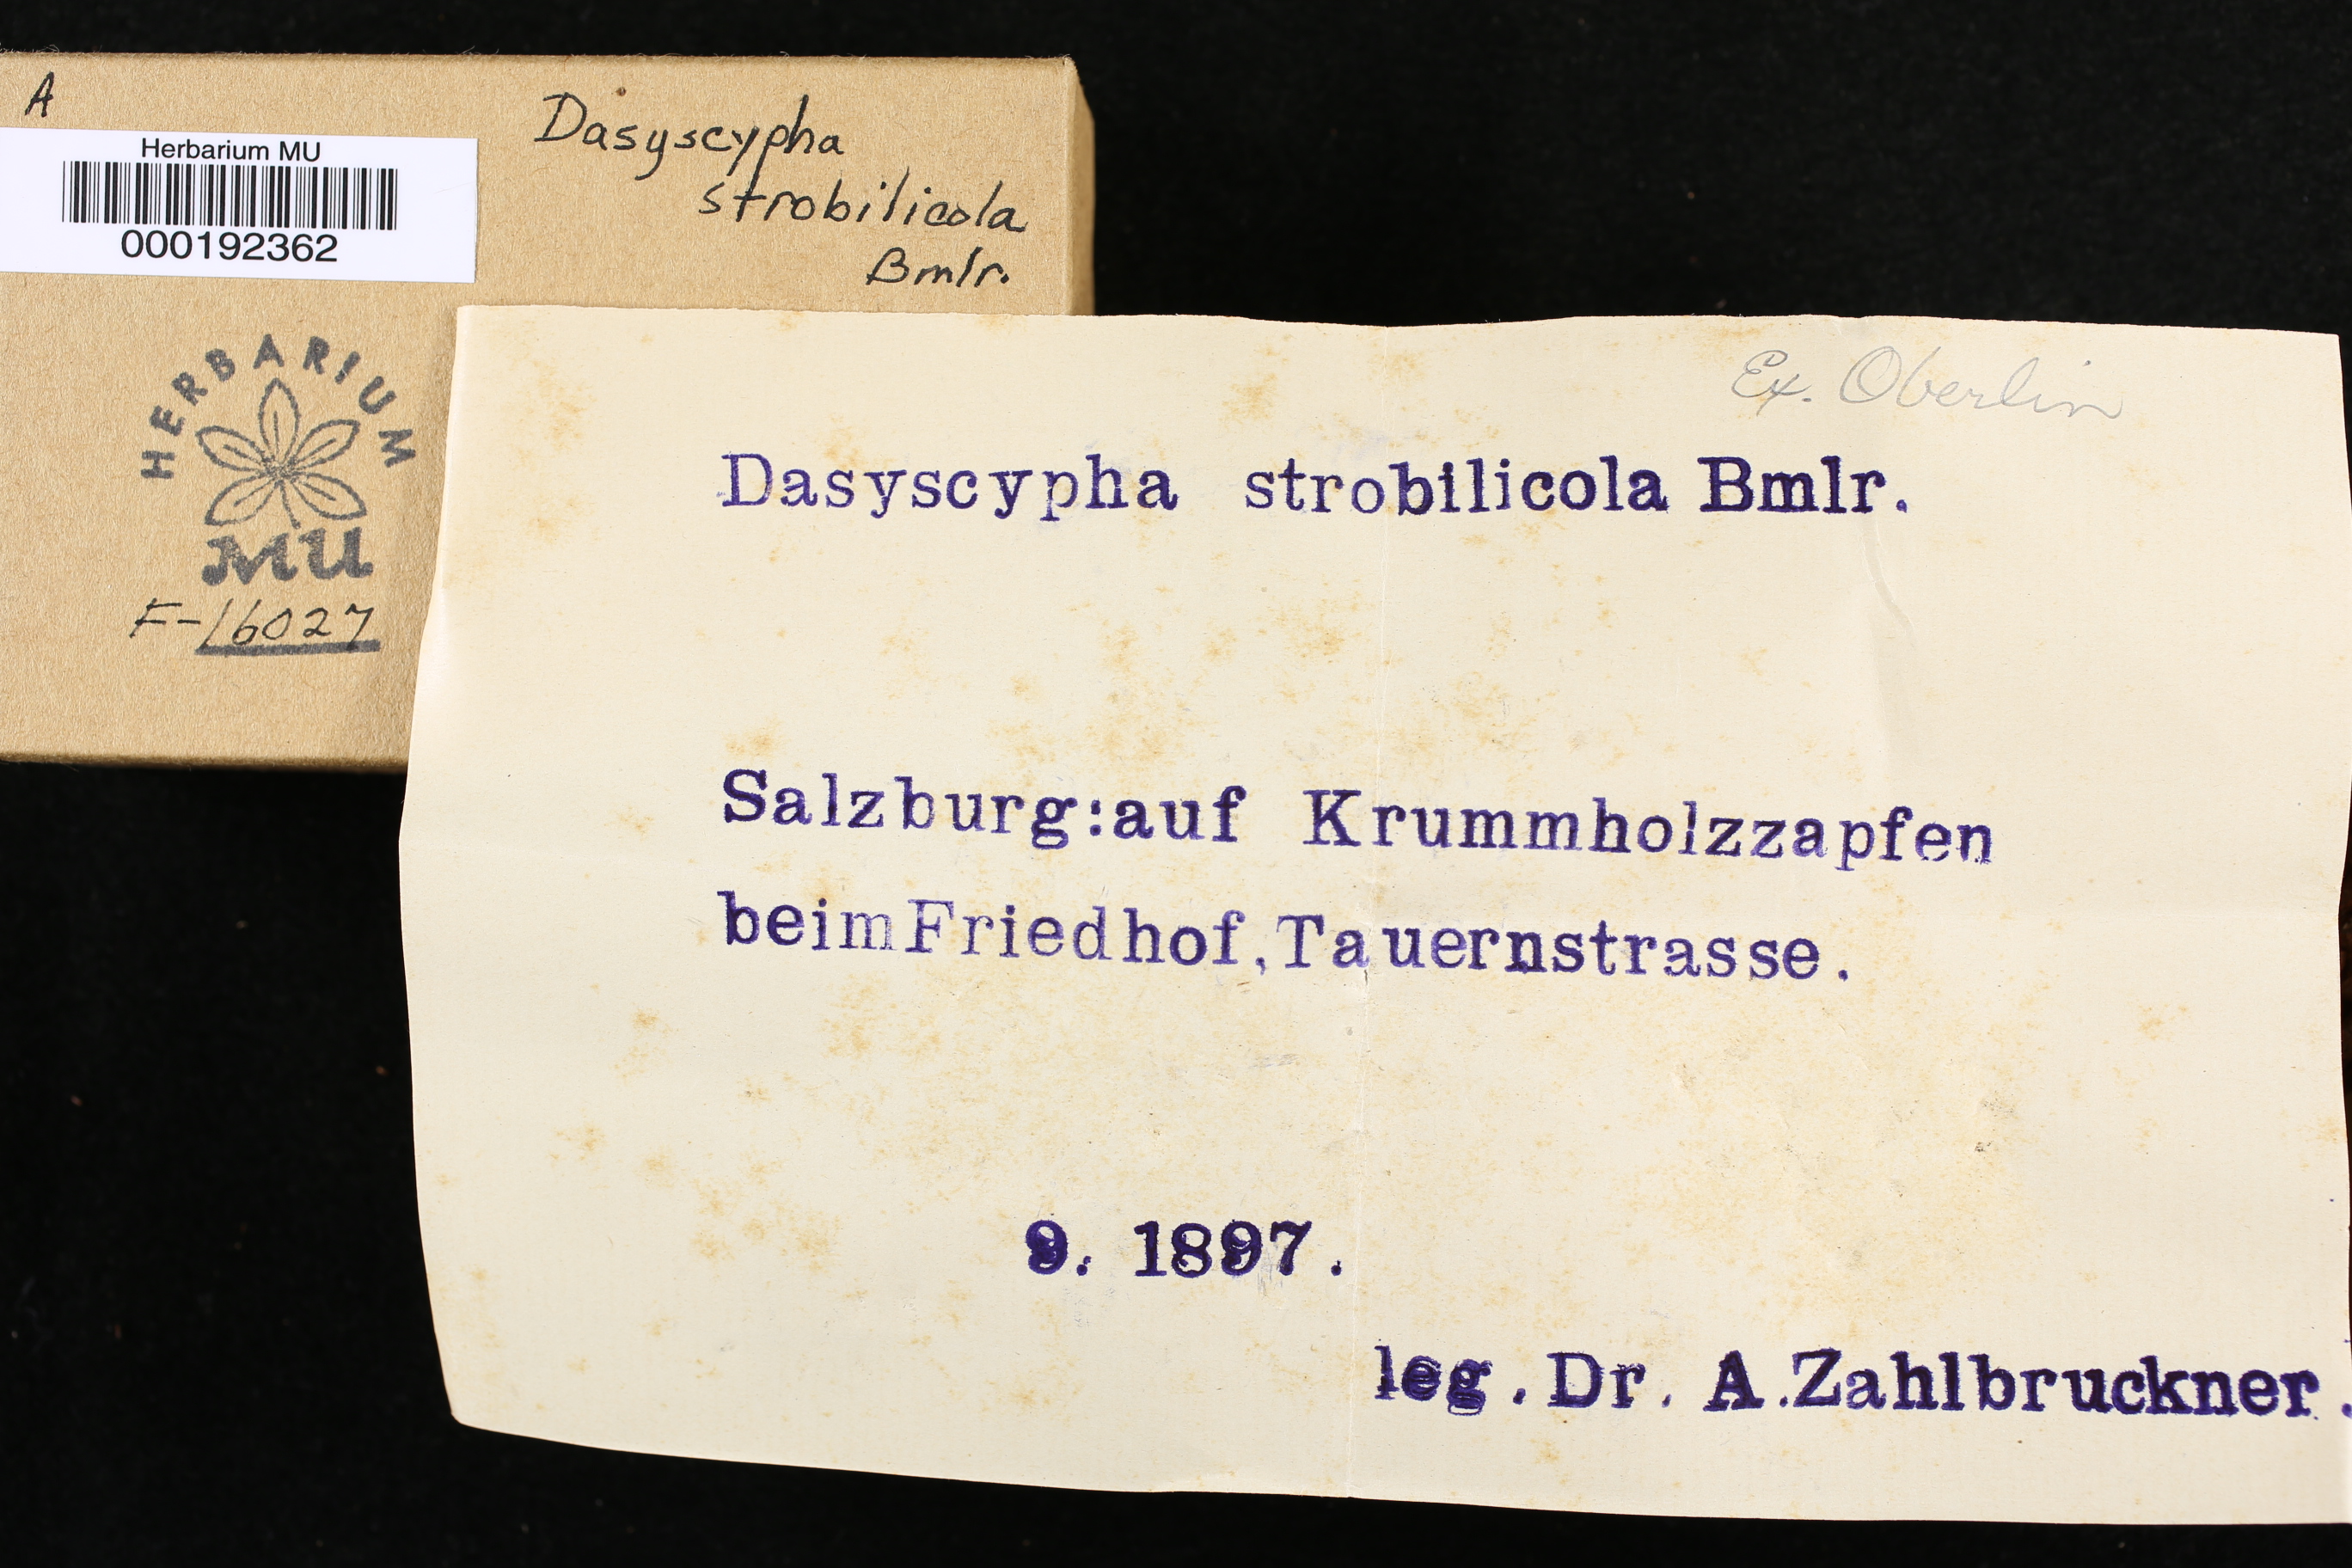 A
Herbarium MU
000192362
Dasyscypha
strobilicola
Bmlr.
HERBARIUM
MU
F-16027
Ex. Oberlin
Dasyscypha strobilicola Bmlr.
Salzburg:auf Krummholzzapfen
beim Friedhof, Tauernstrasse.
9. 1897.
leg. Dr. A. Zahlbruckner.